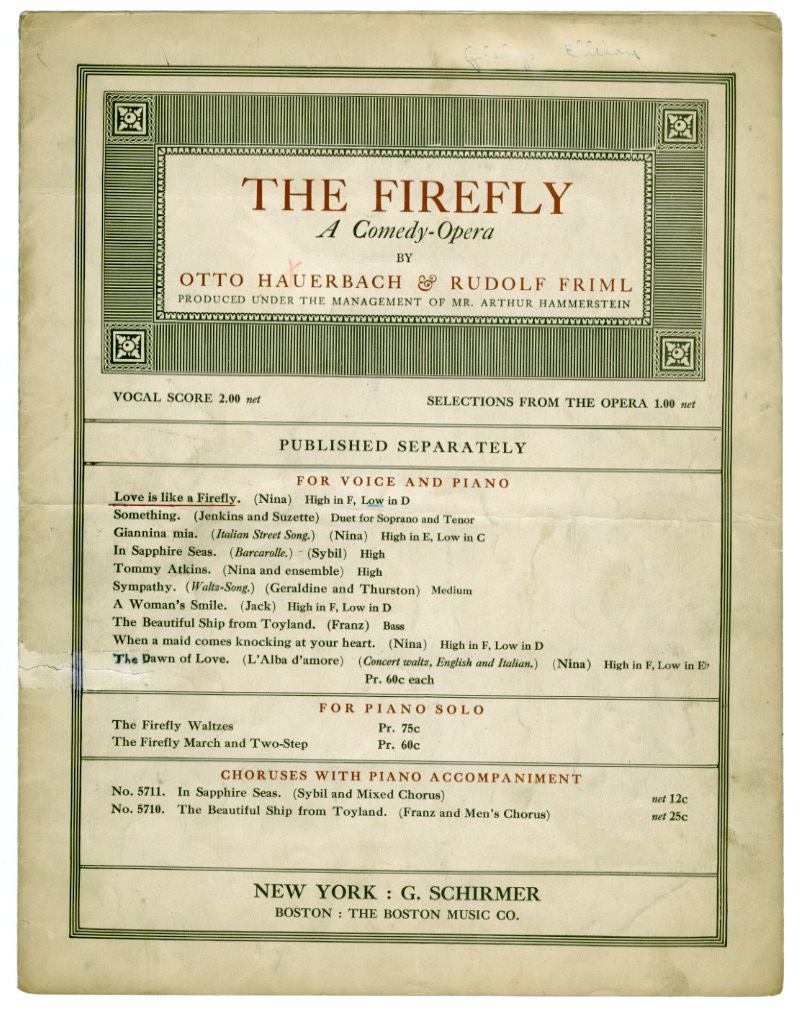 THE FIREFLY
A Comedy-Opera
BY
OTTO HAUERBACH & RUDOLF FRIML
PRODUCED UNDER THE MANAGEMENT OF MR. ARTHUR HAMMERSTEIN
VOCAL SCORE 2.00 net SELECTIONS FROM THE OPERA 1.00 net
PUBLISHED SEPARATELY
FOR VOICE AND PIANO
Love is like a Firefly. (Nina) High in F, Low in D
Something. (Jenkins and Suzette) Duet for Soprano and Tenor
Giannina mia. (Italian Street Song.) (Nina) High in E, Low in C
In Sapphire Seas. (Barcarolle.) (Sybil) High
Tommy Atkins. (Nina and ensemble) High
Sympathy. (Waltz-Song.) (Geraldine and Thurston) Medium
A Woman's Smile. (Jack) High in F, Low in D
The Beautiful Ship from Toyland. (Franz) Bass
When a maid comes knocking at your heart. (Nina) High in F, Low in D
The Dawn of Love. (L'Alba d'amore) (Concert waltz, English and Italian.) (Nina) High in F, Low in E♭
Pr. 60c each
FOR PIANO SOLO
The Firefly Waltzes Pr. 75c
The Firefly March and Two-Step Pr. 60c
CHORUSES WITH PIANO ACCOMPANIMENT
No. 5711. In Sapphire Seas. (Sybil and Mixed Chorus) net 12c
No. 5710. The Beautiful Ship from Toyland. (Franz and Men's Chorus) net 25c
NEW YORK : G. SCHIRMER
BOSTON : THE BOSTON MUSIC CO.